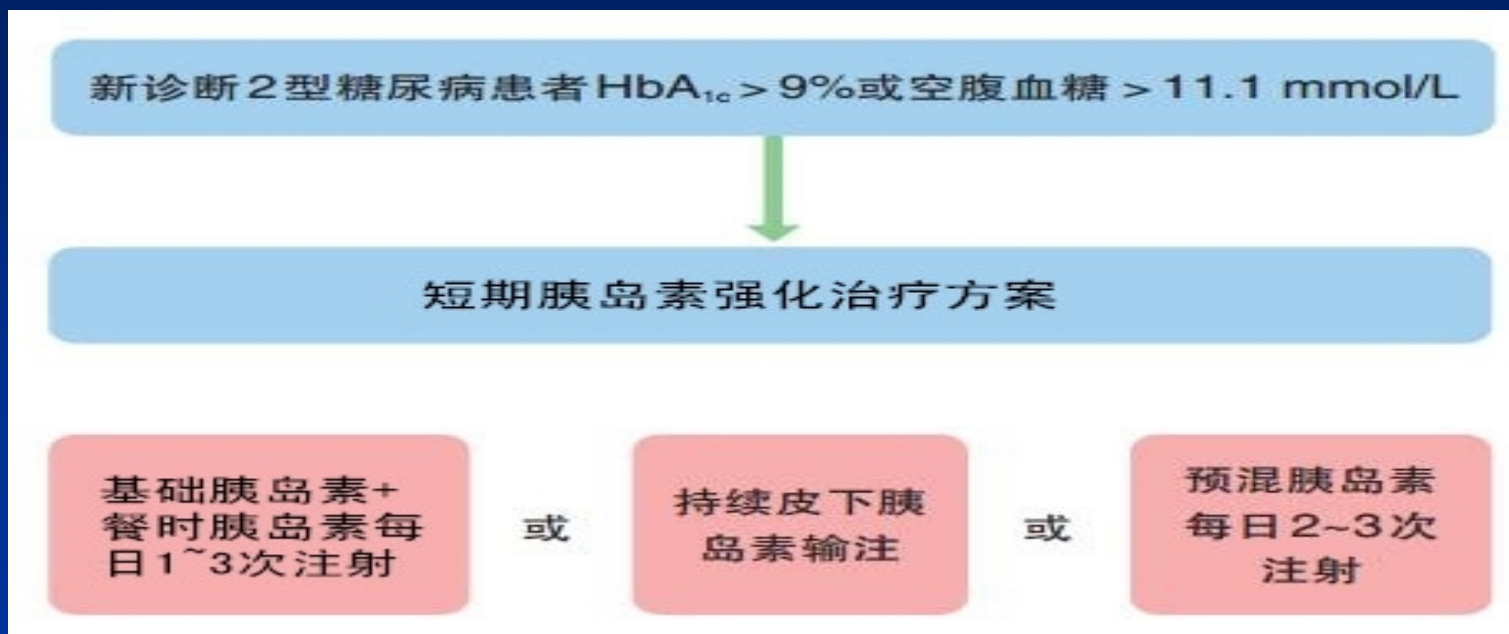 新诊断2型糖尿病患者HbA1c > 9%或空腹血糖 > 11.1 mmol/L
短期胰岛素强化治疗方案
基础胰岛素+
餐时胰岛素每
日1~3次注射
或
持续皮下胰
岛素输注
或
预混胰岛素
每日2~3次
注射